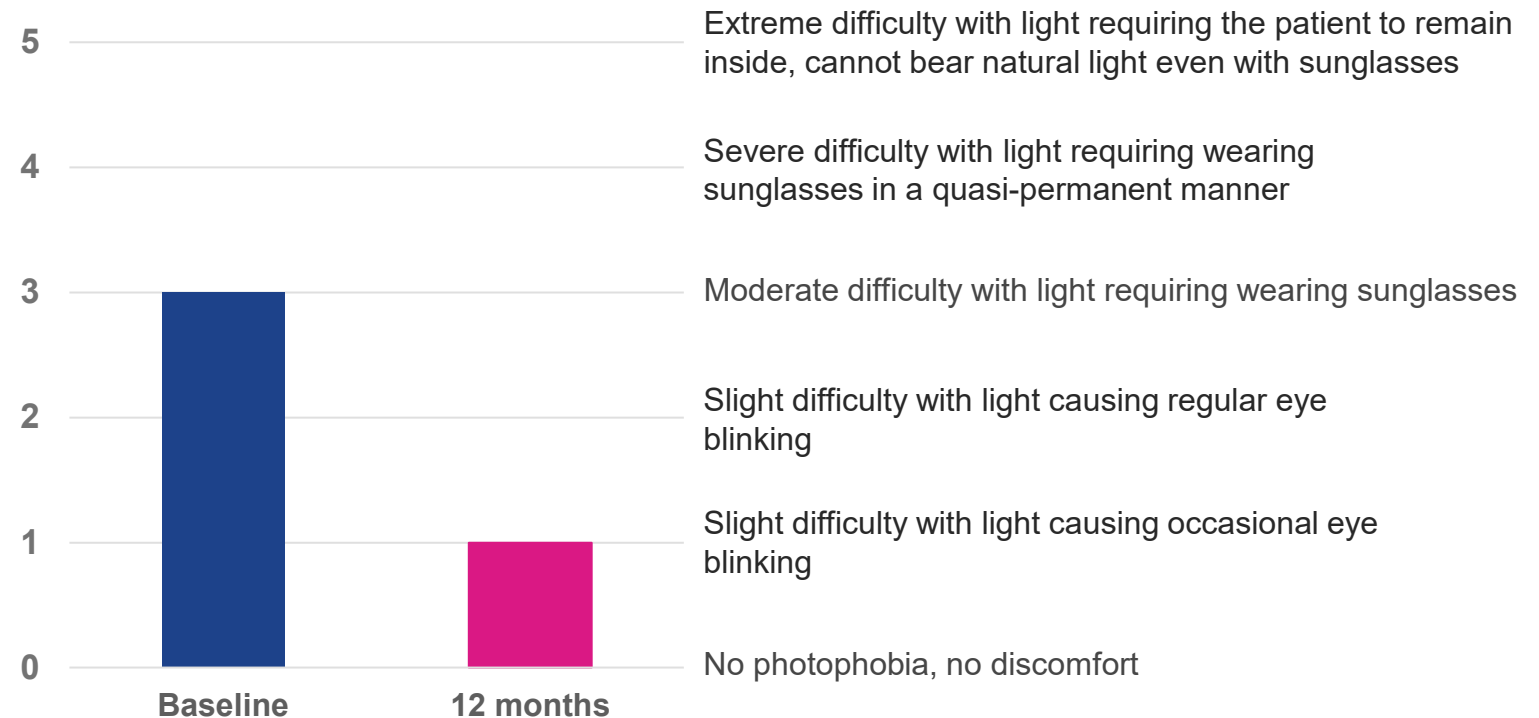 5
Extreme difficulty with light requiring the patient to remain
inside, cannot bear natural light even with sunglasses
4
Severe difficulty with light requiring wearing
sunglasses in a quasi-permanent manner
3
Moderate difficulty with light requiring wearing sunglasses
2
Slight difficulty with light causing regular eye
blinking
1
Slight difficulty with light causing occasional eye
blinking
0
No photophobia, no discomfort
Baseline
12 months